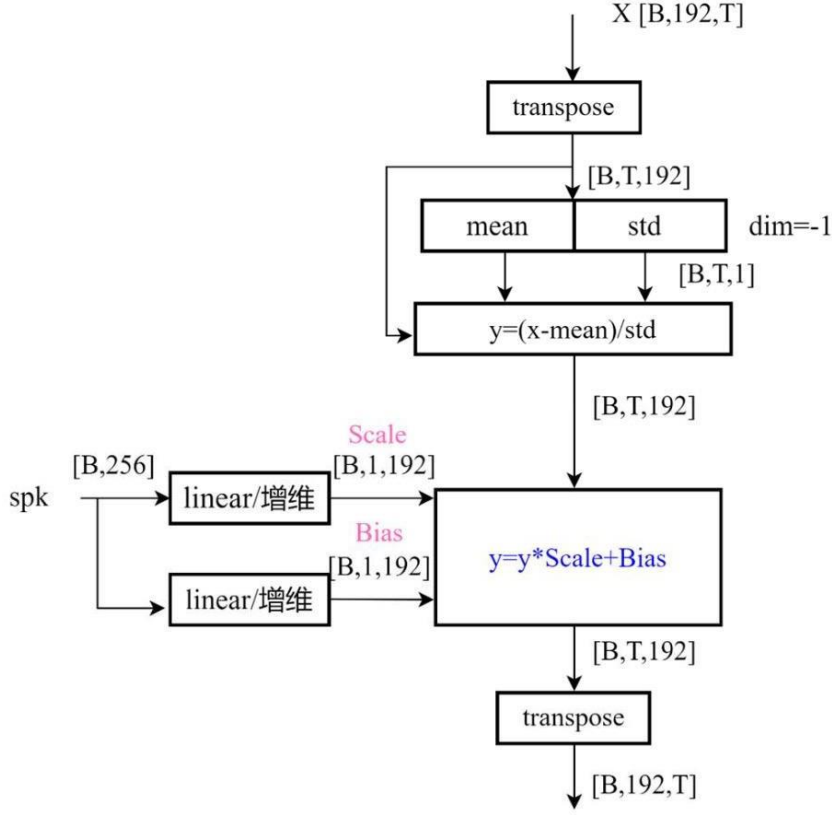 X [B,192,T]
transpose
[B,T,192]
mean
std
dim=-1
[B,T,1]
y=(x-mean)/std
[B,T,192]
Scale
[B,256]
[B,1,192]
spk
linear/增维
Bias
[B,1,192]
y=y*Scale+Bias
linear/增维
[B,T,192]
transpose
[B,192,T]